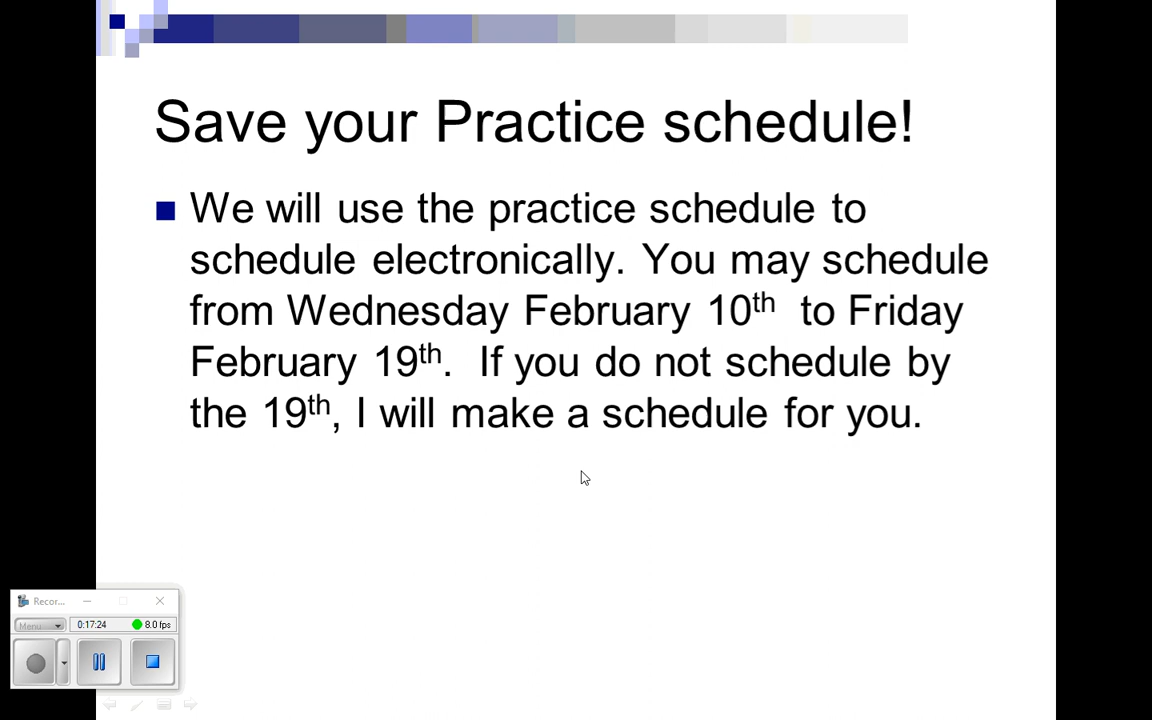 Save your Practice schedule!
We will use the practice schedule to
schedule electronically. You may schedule
from Wednesday February 10th to Friday
February 19th. If you do not schedule by
the 19th, I will make a schedule for you.
Recor...
Menu
0:17:24
8.0 fps